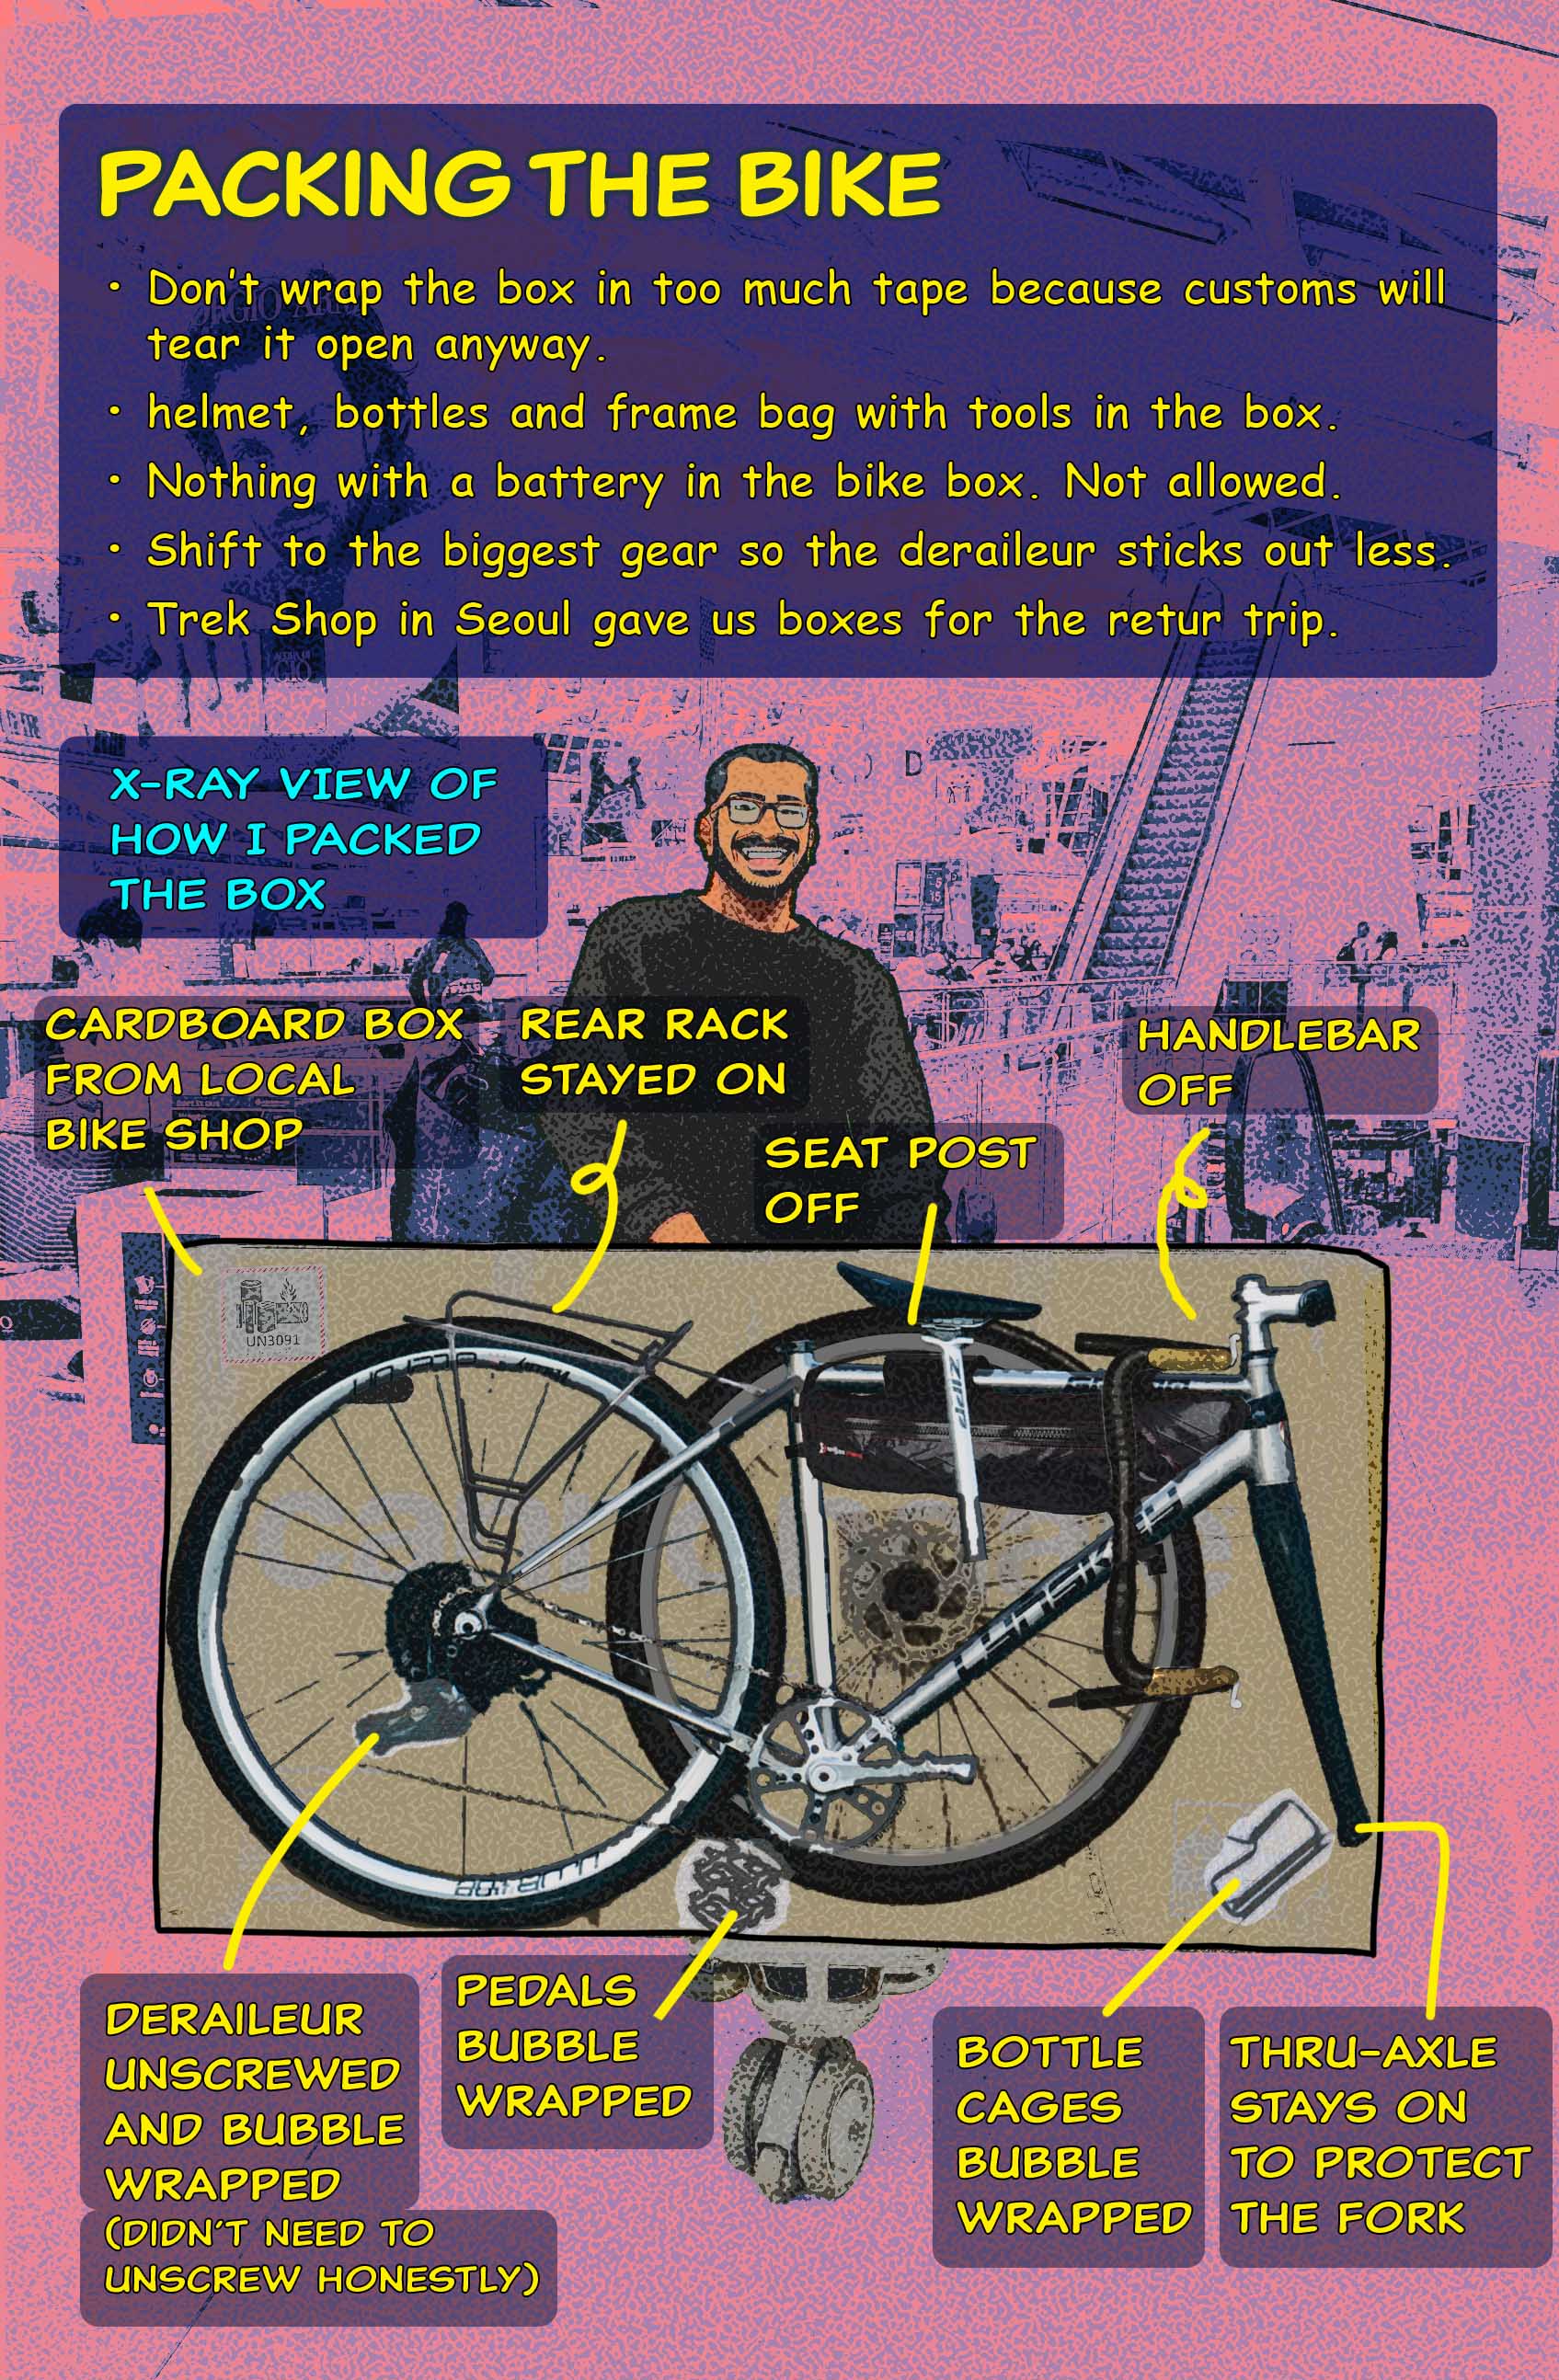 PACKING THE BIKE
• Don't wrap the box in too much tape because customs will
tear it open anyway.
• helmet, bottles and frame bag with tools in the box.
• Nothing with a battery in the bike box. Not allowed.
• Shift to the biggest gear so the deraileur sticks out less.
• Trek Shop in Seoul gave us boxes for the retur trip.
X-RAY VIEW OF
HOW I PACKED
THE BOX
CARDBOARD BOX
FROM LOCAL
BIKE SHOP
REAR RACK
STAYED ON
SEAT POST
OFF
HANDLEBAR
OFF
UN3091
ZIPP
DERAILEUR
UNSCREWED
AND BUBBLE
WRAPPED
(DIDN'T NEED TO
UNSCREW HONESTLY)
PEDALS
BUBBLE
WRAPPED
BOTTLE
CAGES
BUBBLE
WRAPPED
THRU-AXLE
STAYS ON
TO PROTECT
THE FORK